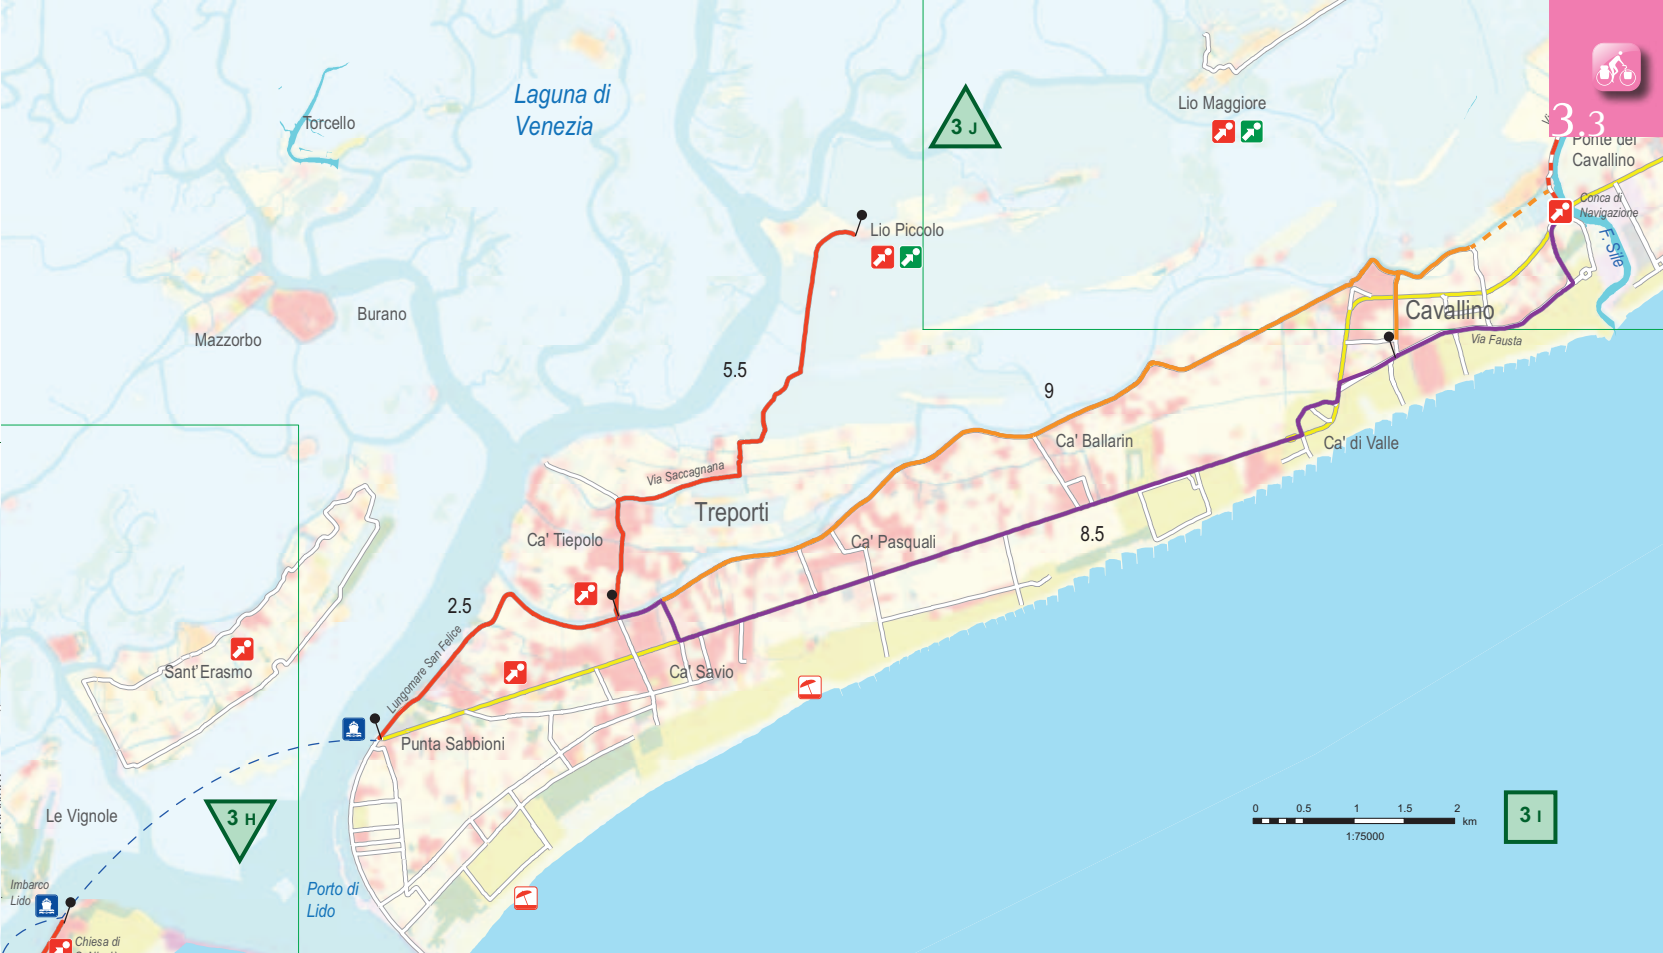 Laguna di
Venezia
Torcello
3 J
Lio Maggiore
3.3
Ponte del
Cavallino
Conca di
Navigazione
F. Sile
Lio Piccolo
Burano
Mazzorbo
Cavallino
Via Fausta
5.5
9
Ca' Ballarin
Ca' di Valle
Via Saccagnana
Treporti
Ca' Tiepolo
Ca' Pasquali
8.5
2.5
Lungomare San Felice
Sant'Erasmo
Ca' Savio
Punta Sabbioni
Le Vignole
3 H
0 0.5 1 1.5 2
km
1:75000
3 I
Imbarco
Lido
Porto di
Lido
Chiesa di